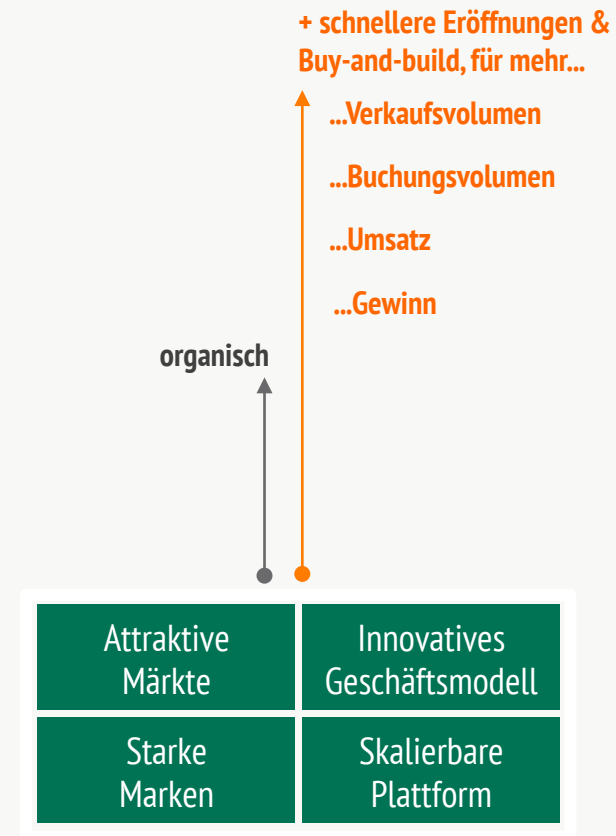 + schnellere Eröffnungen &
Buy-and-build, für mehr...
...Verkaufsvolumen
...Buchungsvolumen
...Umsatz
...Gewinn
organisch
Attraktive
Märkte
Innovatives
Geschäftsmodell
Starke
Marken
Skalierbare
Plattform